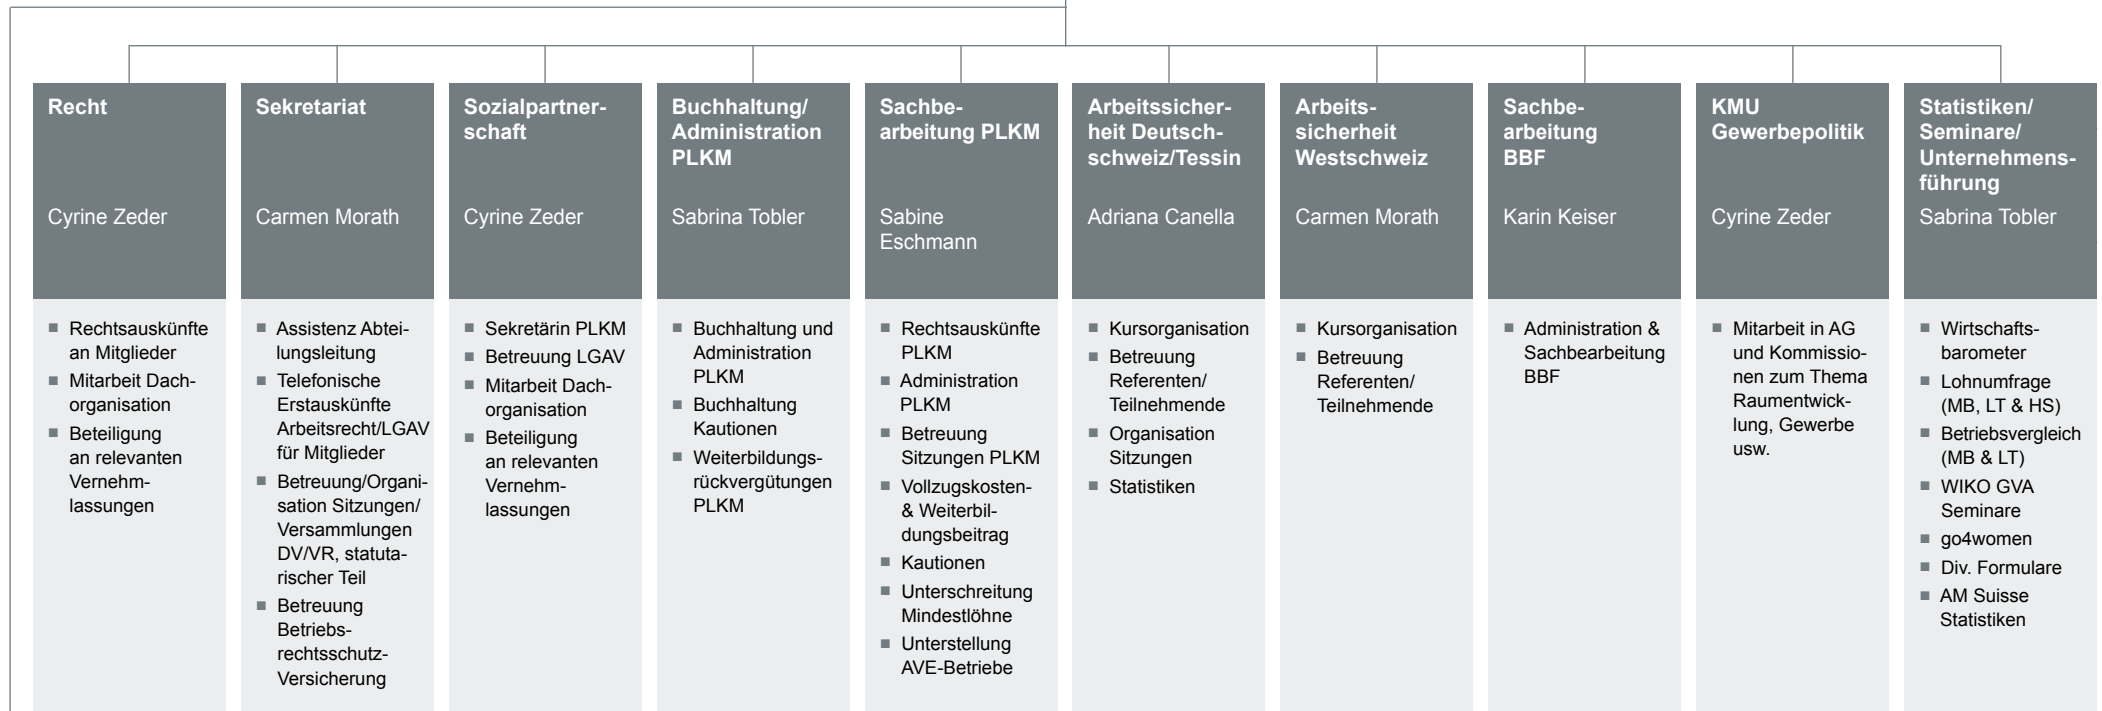 Recht
Cyrine Zeder
■ Rechtsauskünfte
an Mitglieder
■ Mitarbeit Dach-
organisation
■ Beteiligung
an relevanten
Vernehm-
lassungen
Sekretariat
Carmen Morath
■ Assistenz Abtei-
lungsleitung
■ Telefonische
Erstauskünfte
Arbeitsrecht/LGAV
für Mitglieder
■ Betreuung/Organi-
sation Sitzungen/
Versammlungen
DV/VR, statuta-
rischer Teil
■ Betreuung
Betriebs-
rechtsschutz-
Versicherung
Sozialpartner-
schaft
Cyrine Zeder
■ Sekretärin PLKM
■ Betreuung LGAV
■ Mitarbeit Dach-
organisation
■ Beteiligung
an relevanten
Vernehm-
lassungen
Buchhaltung/
Administration
PLKM
Sabrina Tobler
■ Buchhaltung und
Administration
PLKM
■ Buchhaltung
Kautionen
■ Weiterbildungs-
rückvergütungen
PLKM
Sachbe-
arbeitung PLKM
Sabine
Eschmann
■ Rechtsauskünfte
PLKM
■ Administration
PLKM
■ Betreuung
Sitzungen PLKM
■ Vollzugskosten-
& Weiterbil-
dungsbeitrag
■ Kautionen
■ Unterschreitung
Mindestlöhne
■ Unterstellung
AVE-Betriebe
Arbeitssicher-
heit Deutsch-
schweiz/Tessin
Adriana Canella
■ Kursorganisation
■ Betreuung
Referenten/
Teilnehmende
■ Organisation
Sitzungen
■ Statistiken
Arbeits-
sicherheit
Westschweiz
Carmen Morath
■ Kursorganisation
■ Betreuung
Referenten/
Teilnehmende
Sachbe-
arbeitung
BBF
Karin Keiser
■ Administration &
Sachbearbeitung
BBF
KMU
Gewerbepolitik
Cyrine Zeder
■ Mitarbeit in AG
und Kommissio-
nen zum Thema
Raumentwick-
lung, Gewerbe
usw.
Statistiken/
Seminare/
Unternehmens-
führung
Sabrina Tobler
■ Wirtschafts-
barometer
■ Lohnumfrage
(MB, LT & HS)
■ Betriebsvergleich
(MB & LT)
■ WIKO GVA
Seminare
■ go4women
■ Div. Formulare
■ AM Suisse
Statistiken